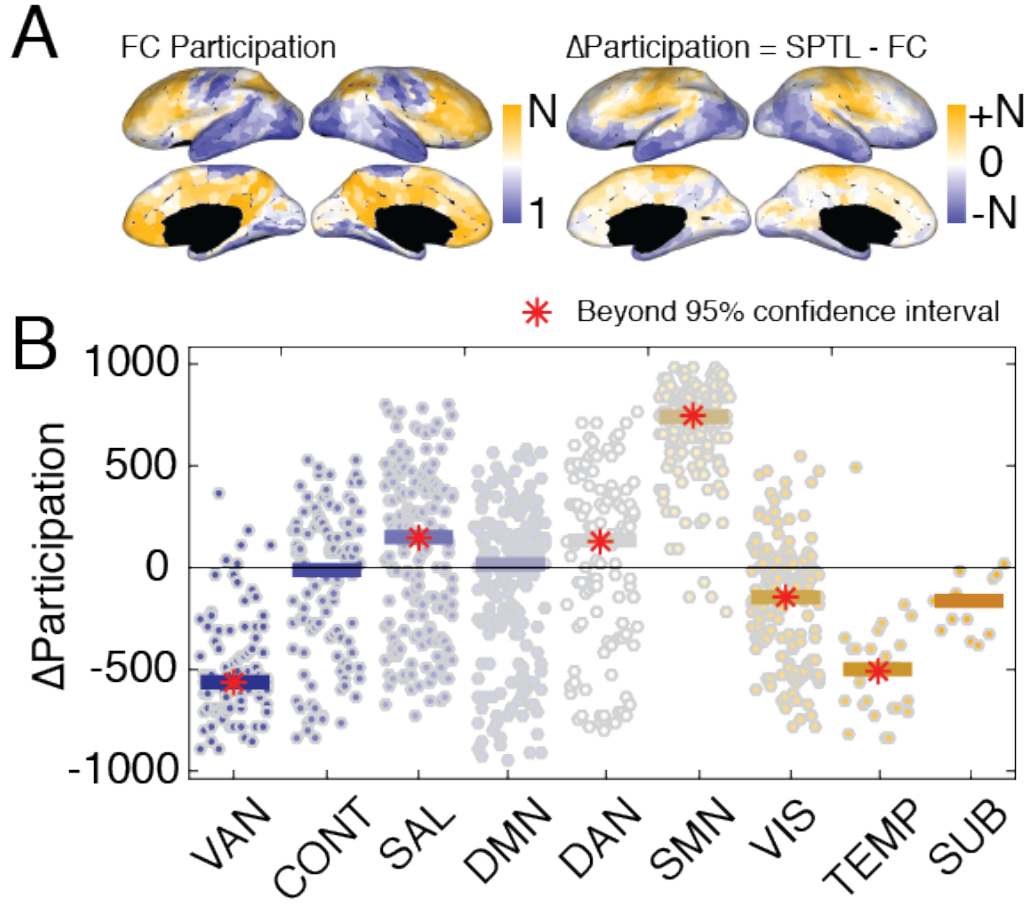 A
FC Participation
ΔParticipation = SPTL - FC
N
1
+N
0
-N
Beyond 95% confidence interval
B
1000
500
0
-500
-1000
ΔParticipation
VAN
CONT
SAL
DMN
DAN
SMN
VIS
TEMP
SUB